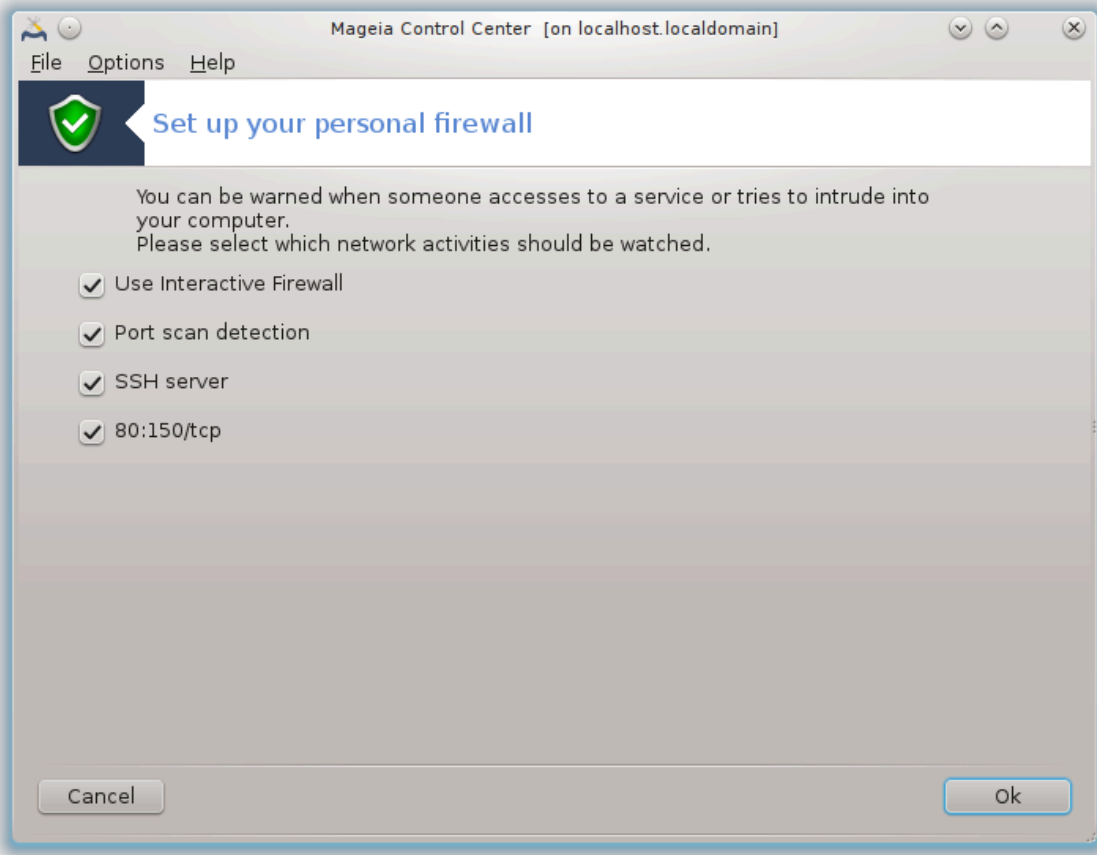 Mageia Control Center [on localhost.localdomain]
File Options Help
Set up your personal firewall
You can be warned when someone accesses to a service or tries to intrude into
your computer.
Please select which network activities should be watched.
Use Interactive Firewall
Port scan detection
SSH server
80:150/tcp
Cancel Ok